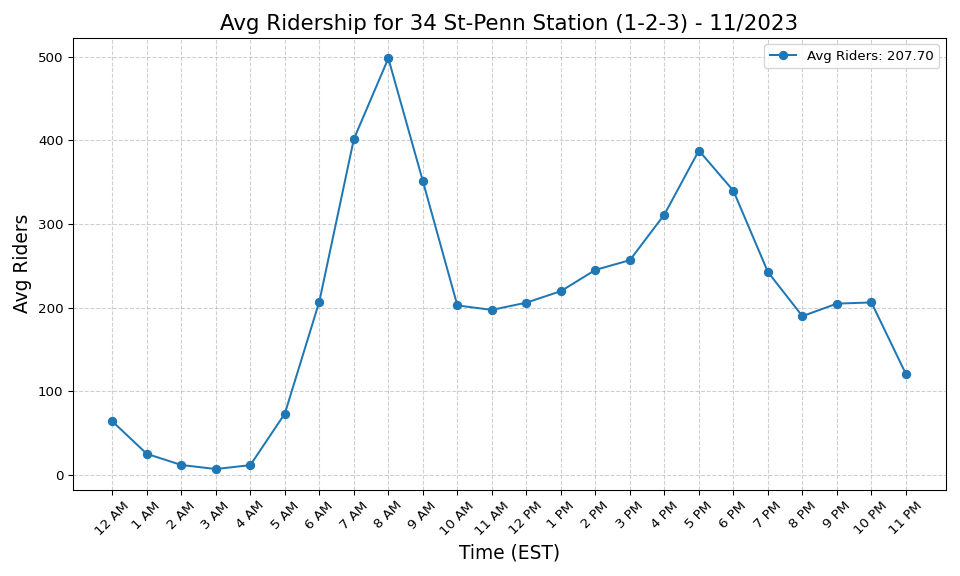 Avg Ridership for 34 St-Penn Station (1-2-3) - 11/2023
Avg Riders: 207.70
500
400
300
200
100
0
Avg Riders
12 AM
1 AM
2 AM
3 AM
4 AM
5 AM
6 AM
7 AM
8 AM
9 AM
10 AM
11 AM
12 PM
1 PM
2 PM
3 PM
4 PM
5 PM
6 PM
7 PM
8 PM
9 PM
10 PM
11 PM
Time (EST)